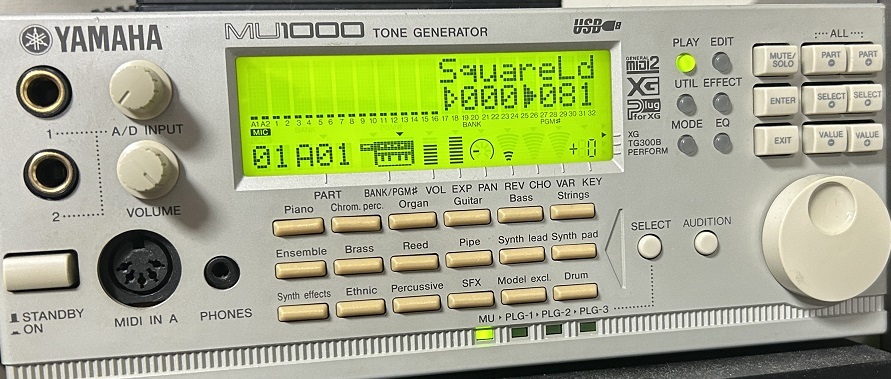 YAMAHA
MU1000 TONE GENERATOR
USB
SquareLd
000 081
A1 A2 1 2 3 4 5 6 7 8 9 10 11 12 13 14 15 16 17 18 19 20 21 22 23 24 25 26 27 28 29 30 31 32
MIC
BANK PGM#
01 A01 +0
GENERAL
MIDI 2
XG
Plug
for XG
XG
TG300B
PERFORM
PLAY EDIT
UTIL EFFECT
MODE EQ
ALL
MUTE/
SOLO
PART
PART
ENTER
SELECT
SELECT
EXIT
VALUE
VALUE
1
A/D INPUT
2
VOLUME
PART BANK/PGM# VOL EXP PAN REV CHO VAR KEY
Piano Chrom. perc. Organ Guitar Bass Strings
Ensemble Brass Reed Pipe Synth lead Synth pad
Synth effects Ethnic Percussive SFX Model excl. Drum
SELECT AUDITION
STANDBY
ON
MIDI IN A
PHONES
MU PLG-1 PLG-2 PLG-3